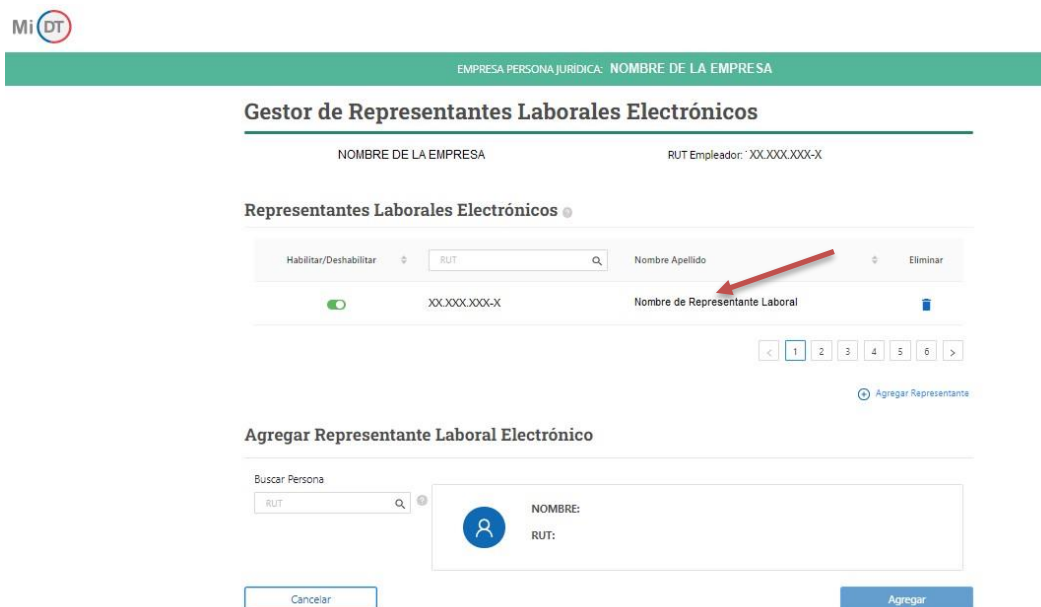 Mi DT
EMPRESA PERSONA JURÍDICA: NOMBRE DE LA EMPRESA
Gestor de Representantes Laborales Electrónicos
NOMBRE DE LA EMPRESA RUT Empleador: XX.XXX.XXX-X
Representantes Laborales Electrónicos ?
Habilitar/Deshabilitar RUT Nombre Apellido Eliminar
XX.XXX.XXX-X Nombre de Representante Laboral
< 1 2 3 4 5 6 >
+ Agregar Representante
Agregar Representante Laboral Electrónico
Buscar Persona
RUT ?
NOMBRE:
RUT:
Cancelar Agregar